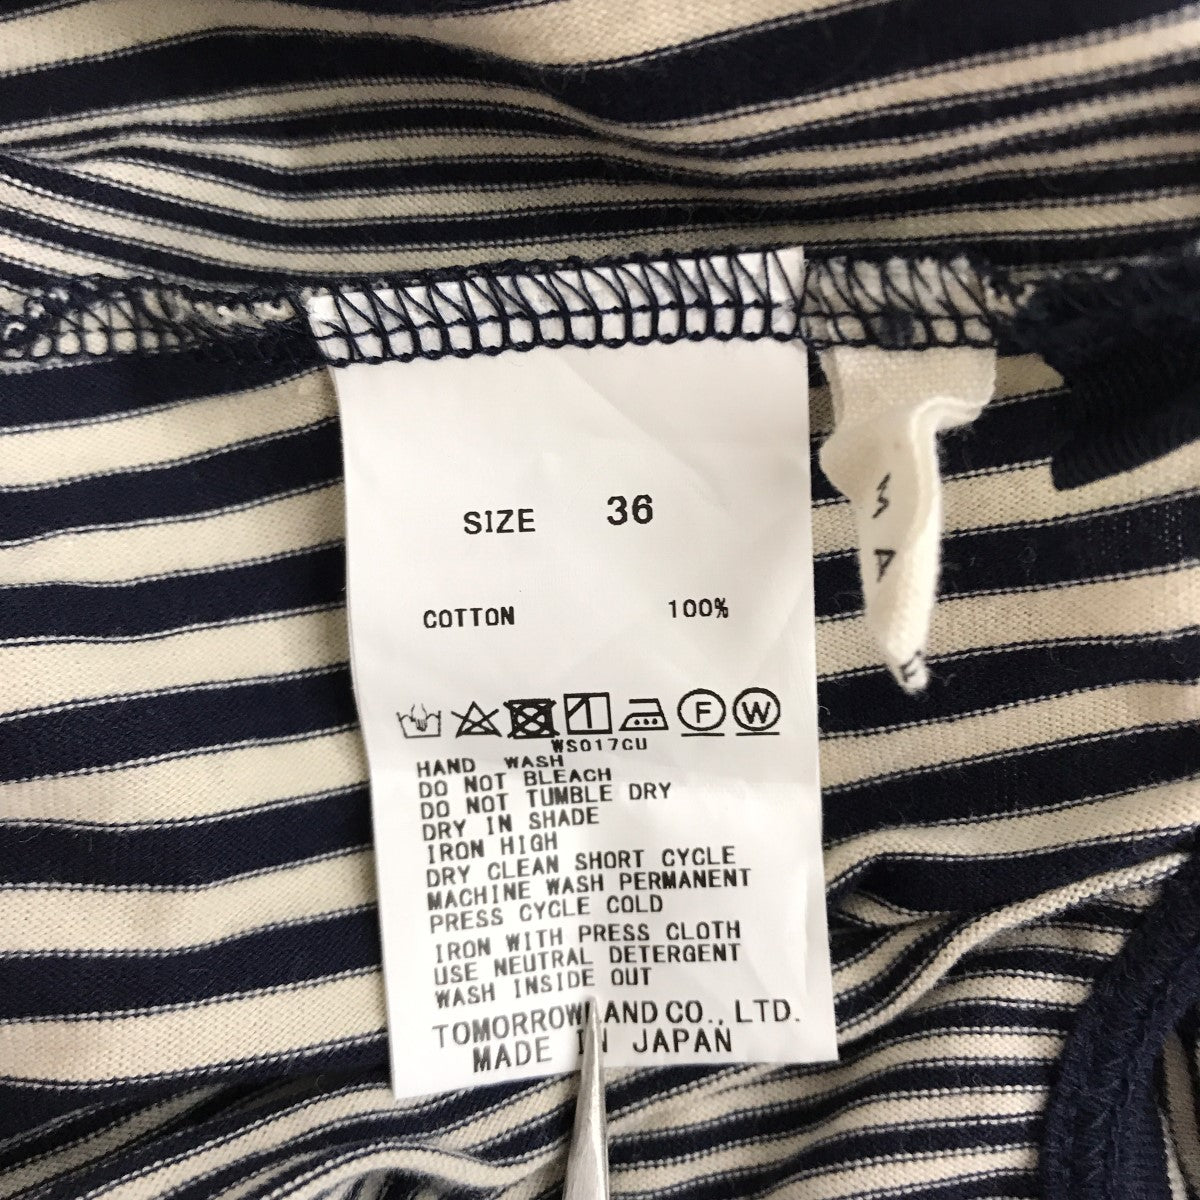 SIZE 36
COTTON 100%
F W
WS017CU
HAND WASH
DO NOT BLEACH
DO NOT TUMBLE DRY
DRY IN SHADE
IRON HIGH
DRY CLEAN SHORT CYCLE
MACHINE WASH PERMANENT
PRESS CYCLE COLD
IRON WITH PRESS CLOTH
USE NEUTRAL DETERGENT
WASH INSIDE OUT
TOMORROWLAND CO., LTD.
MADE IN JAPAN